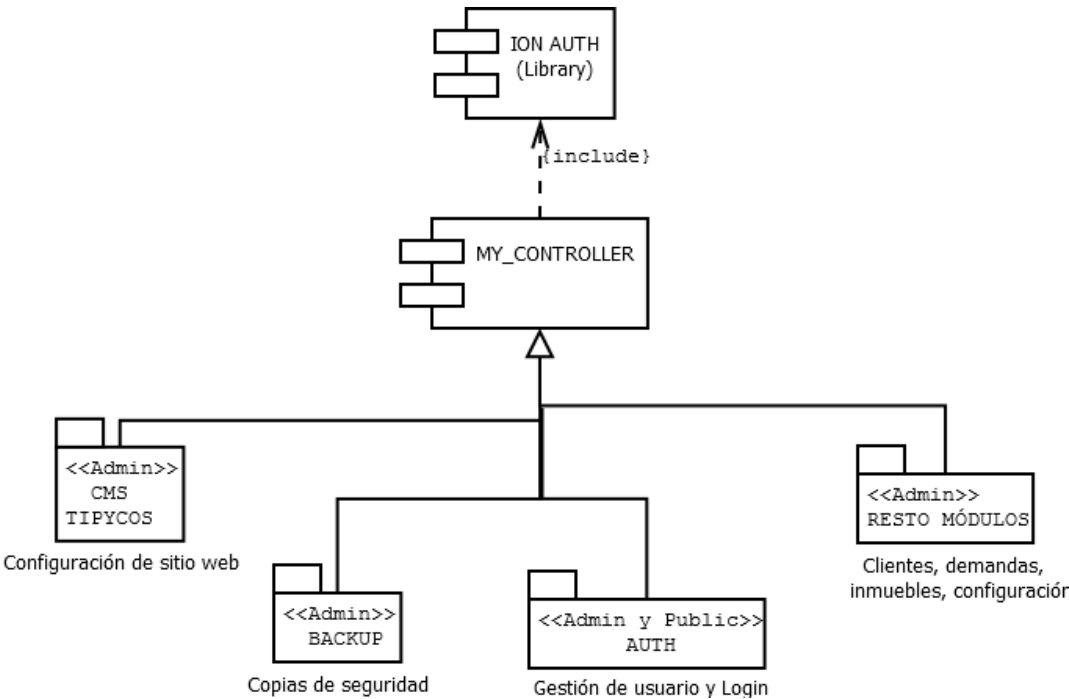 ION AUTH
(Library)
{include}
MY_CONTROLLER
<<Admin>>
CMS
TIPYCOS
Configuración de sitio web
<<Admin>>
BACKUP
Copias de seguridad
<<Admin y Public>>
AUTH
Gestión de usuario y Login
<<Admin>>
RESTO MÓDULOS
Clientes, demandas,
inmuebles, configuración